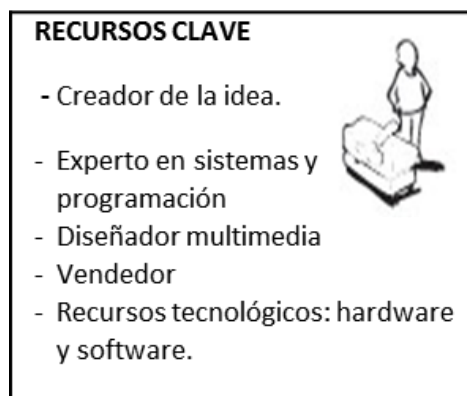 RECURSOS CLAVE
- Creador de la idea.
- Experto en sistemas y
programación
- Diseñador multimedia
- Vendedor
- Recursos tecnológicos: hardware
y software.